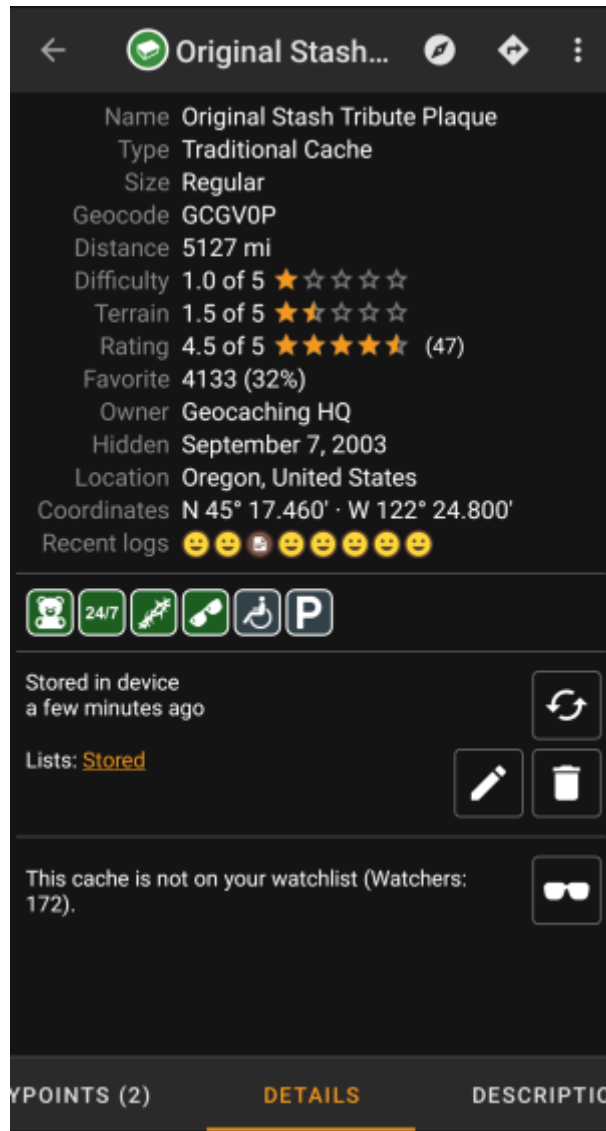 Original Stash...
Name Original Stash Tribute Plaque
Type Traditional Cache
Size Regular
Geocode GCGV0P
Distance 5127 mi
Difficulty 1.0 of 5
Terrain 1.5 of 5
Rating 4.5 of 5 (47)
Favorite 4133 (32%)
Owner Geocaching HQ
Hidden September 7, 2003
Location Oregon, United States
Coordinates N 45° 17.460' · W 122° 24.800'
Recent logs
24/7 P
Stored in device
a few minutes ago
Lists: Stored
This cache is not on your watchlist (Watchers:
172).
YPOINTS (2) DETAILS DESCRIPTIO